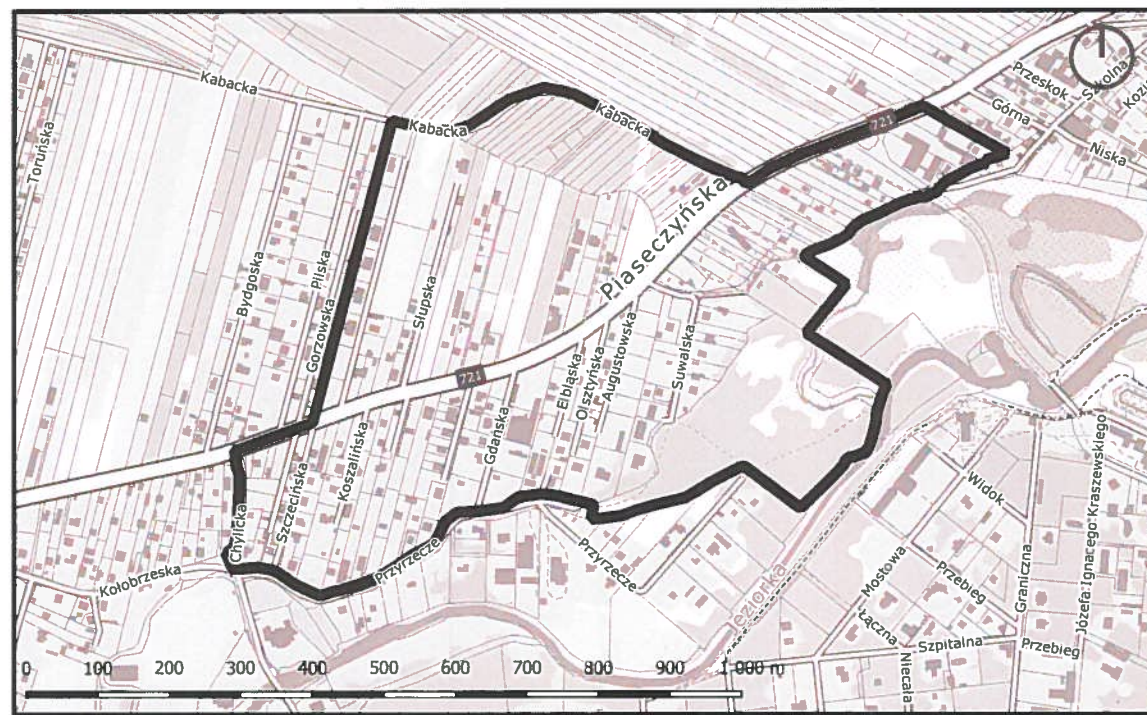 Kabacka
Toruńska
Kabacka
Kabacka
721
Przeskok
Szkolna
Górna
Niska
Piaseczyńska
Bydgoska
Pilska
Gorzowska
Słupska
721
Elbląska
Olsztyńska
Augustowska
Suwalska
Gdańska
Koszalińska
Szczecińska
Chylicka
Kołobrzeska
Przyrzecze
Przyrzecze
Widok
Mostowa
Przebieg
Graniczna
Józefa Ignacego Kraszewskiego
Łączna
Szpitalna
Przebieg
Niecała
eziorka
0 100 200 300 400 500 600 700 800 900 1 000 m